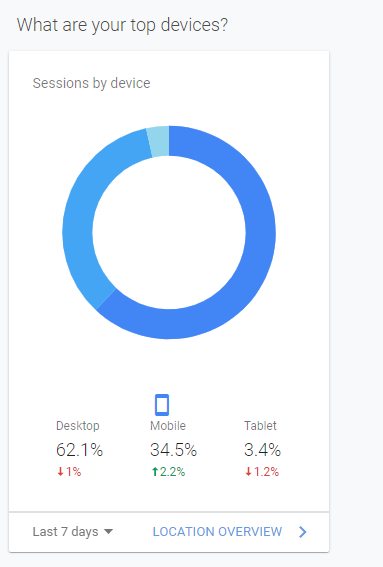 What are your top devices?
Sessions by device
Desktop Mobile Tablet
62.1% 34.5% 3.4%
↓1% ↑2.2% ↓1.2%
Last 7 days LOCATION OVERVIEW